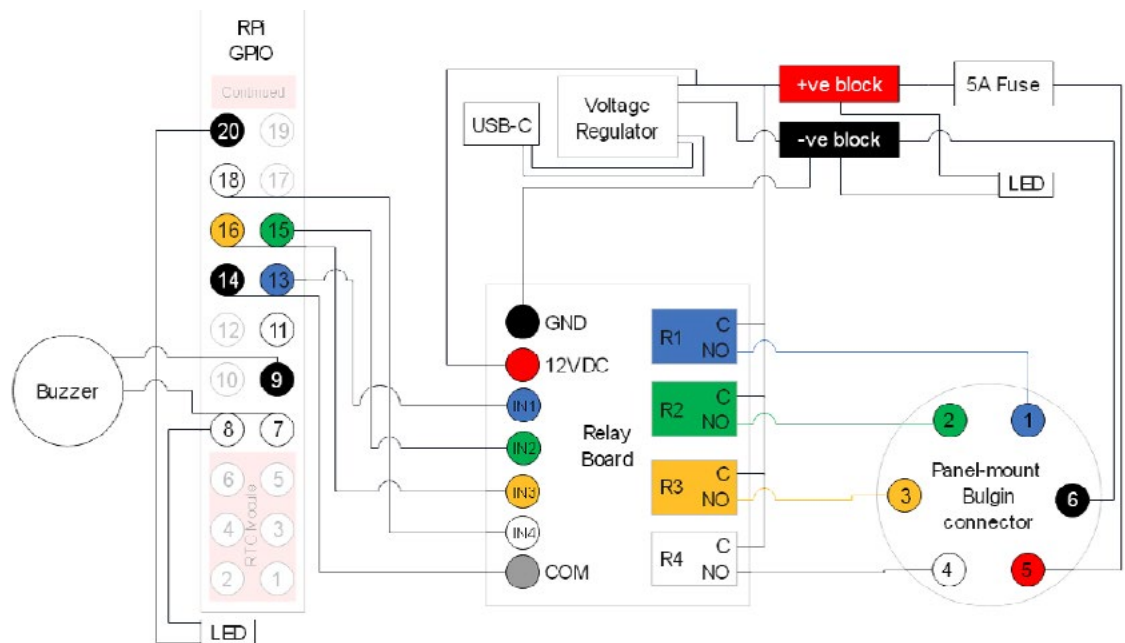 RPi
GPIO
Continued
20 19
18 17
16 15
14 13
12 11
10 9
8 7
6 5
4 3
2 1
RTC Module
LED
Buzzer
USB-C
Voltage
Regulator
+ve block
-ve block
5A Fuse
LED
GND
12VDC
IN1
IN2
IN3
IN4
COM
Relay
Board
R1 C
NO
R2 C
NO
R3 C
NO
R4 C
NO
2 1
3
Panel-mount
Bulgin
connector
6
4 5